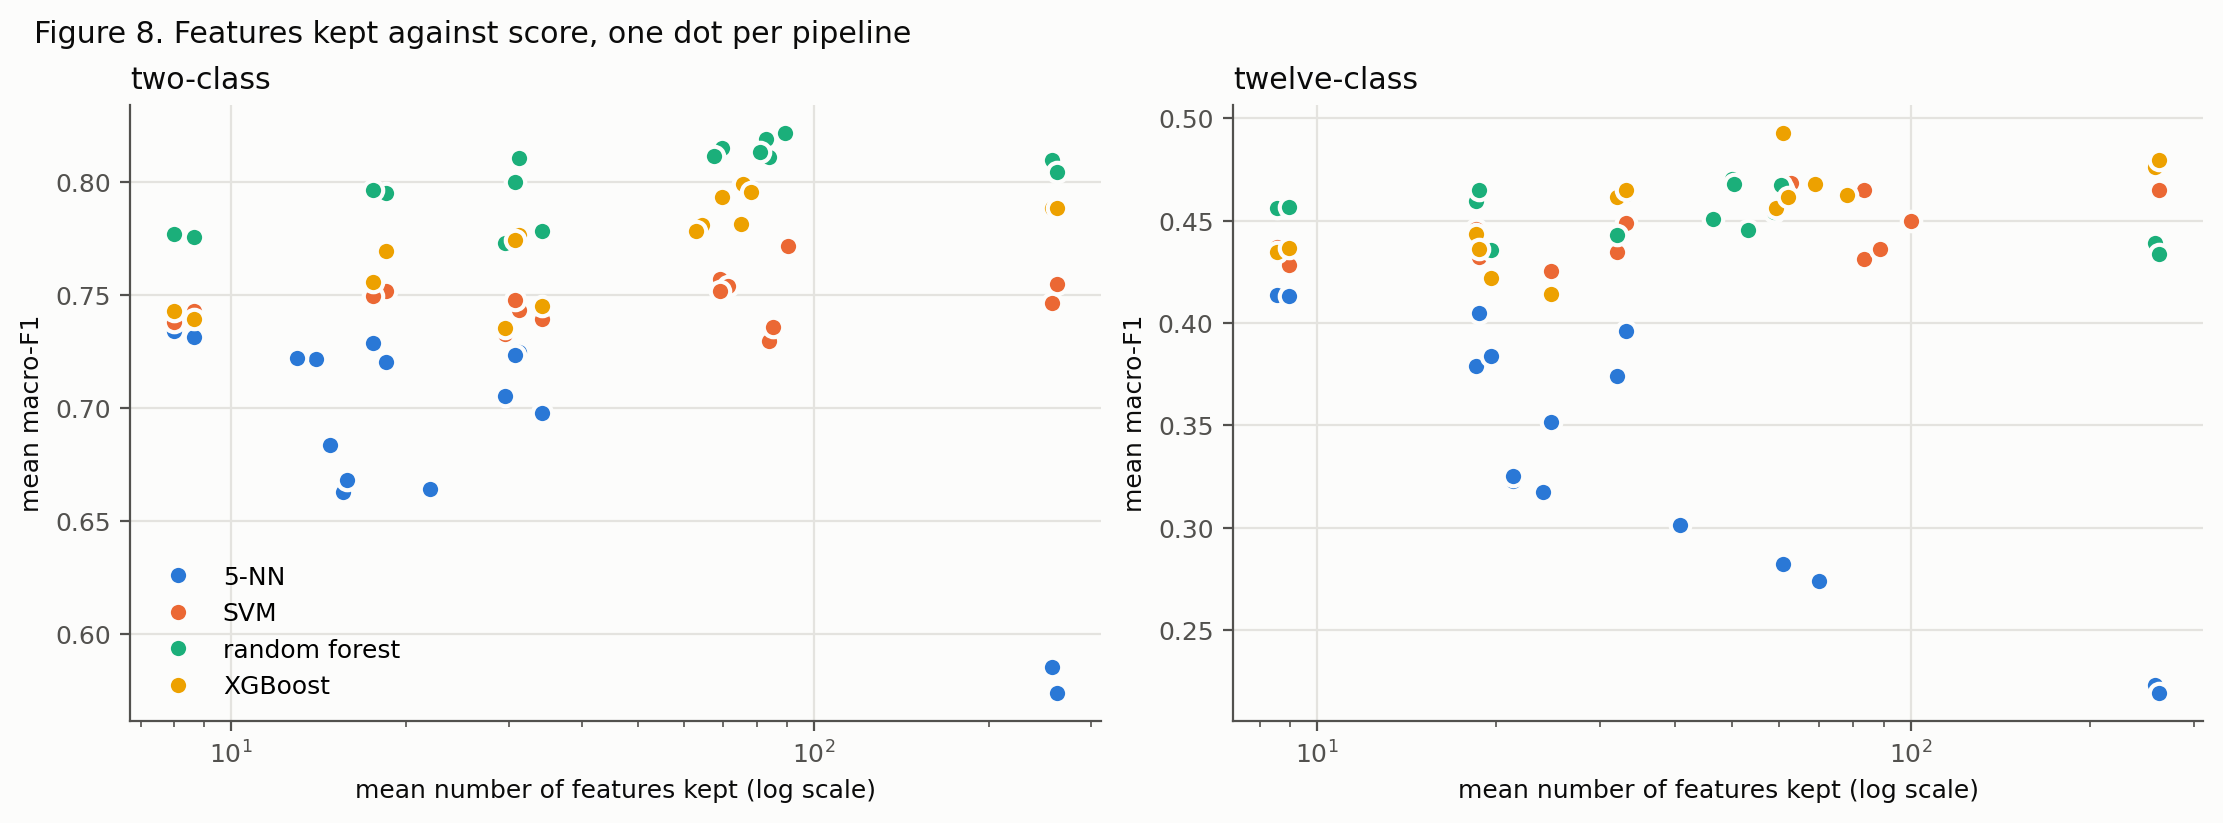 Figure 8. Features kept against score, one dot per pipeline
two-class
mean macro-F1
0.80
0.75
0.70
0.65
0.60
5-NN
SVM
random forest
XGBoost
10¹ 10²
mean number of features kept (log scale)
twelve-class
mean macro-F1
0.50
0.45
0.40
0.35
0.30
0.25
10¹ 10²
mean number of features kept (log scale)